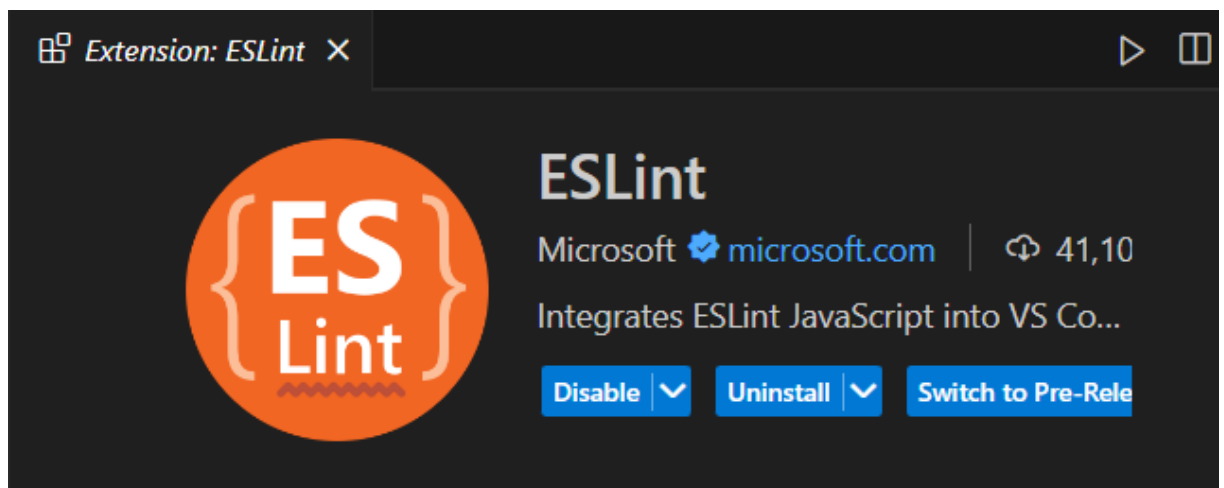 Extension: ESLint
ESLint
Microsoft microsoft.com 41,10
Integrates ESLint JavaScript into VS Co...
Disable Uninstall Switch to Pre-Rele
{ES
Lint}